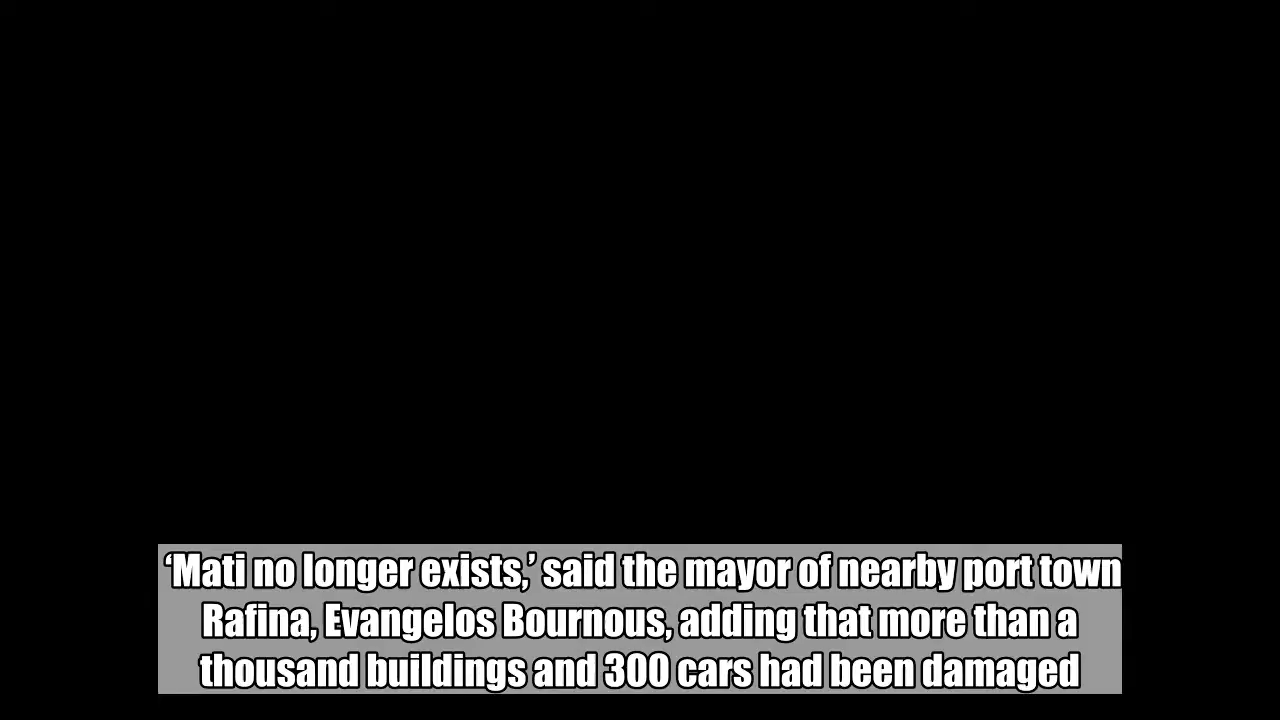 ‘Mati no longer exists,’ said the mayor of nearby port town
Rafina, Evangelos Bournous, adding that more than a
thousand buildings and 300 cars had been damaged